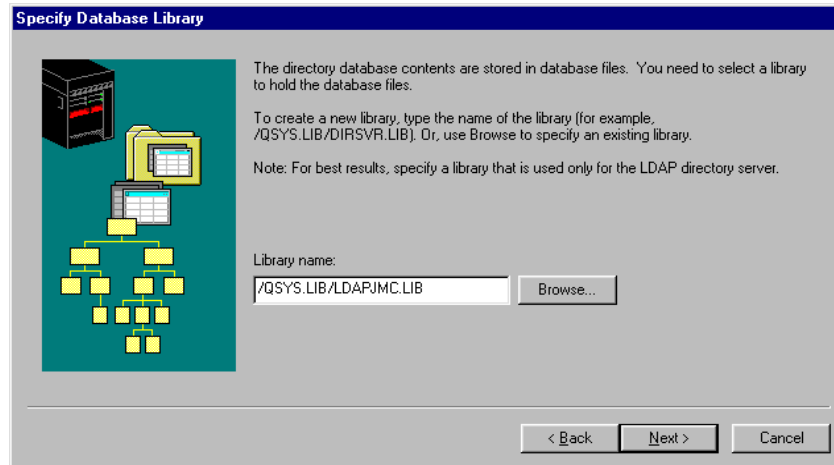 Specify Database Library
The directory database contents are stored in database files.  You need to select a library
to hold the database files.
To create a new library, type the name of the library (for example,
/QSYS.LIB/DIRSVR.LIB). Or, use Browse to specify an existing library.
Note: For best results, specify a library that is used only for the LDAP directory server.
Library name:
/QSYS.LIB/LDAPJMC.LIB
Browse...
< Back
Next >
Cancel